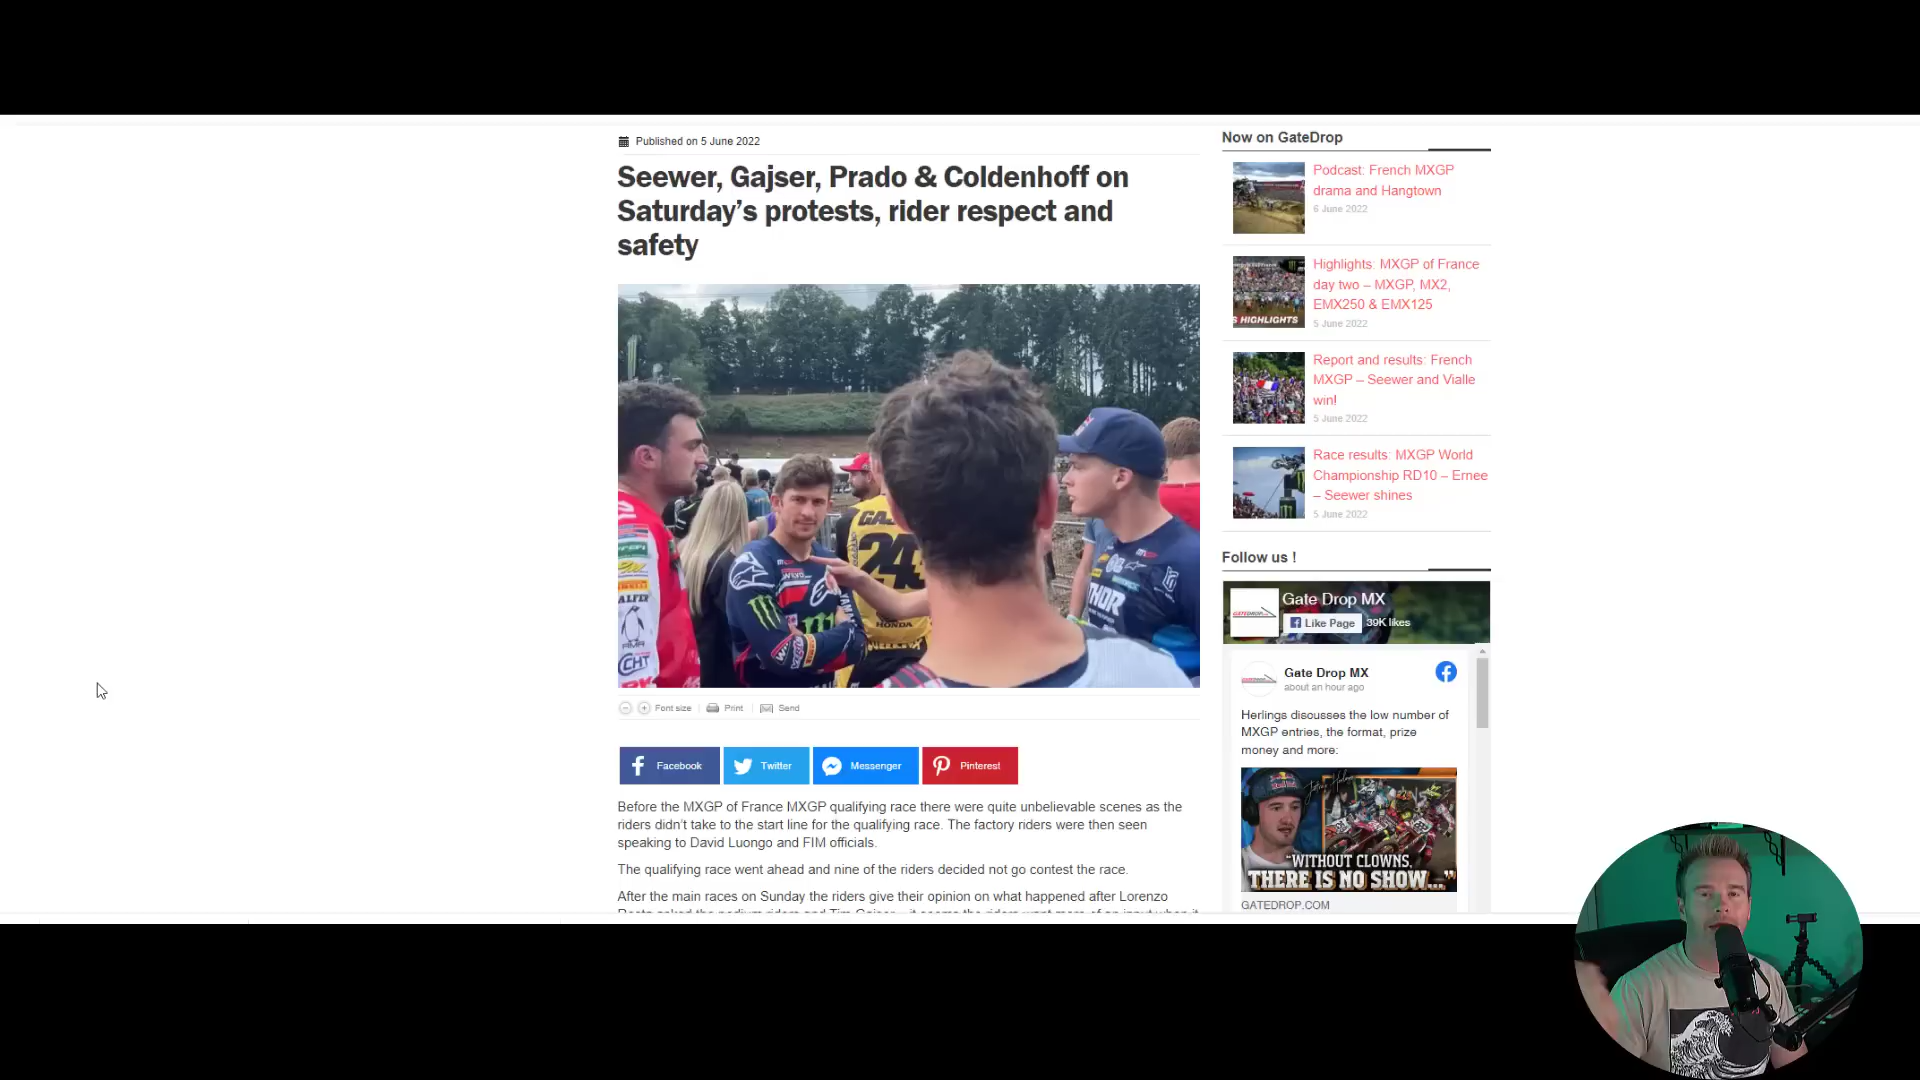 Published on 5 June 2022
Seewer, Gajser, Prado & Coldenhoff on
Saturday’s protests, rider respect and
safety
GA
24
HONDA
ALFER
CHT
THOR
Font size
Print
Send
Facebook
Twitter
Messenger
Pinterest
Before the MXGP of France MXGP qualifying race there were quite unbelievable scenes as the
riders didn’t take to the start line for the qualifying race. The factory riders were then seen
speaking to David Luongo and FIM officials.
The qualifying race went ahead and nine of the riders decided not go contest the race.
After the main races on Sunday the riders give their opinion on what happened after Lorenzo
Now on GateDrop
Podcast: French MXGP
drama and Hangtown
6 June 2022
Highlights: MXGP of France
day two – MXGP, MX2,
EMX250 & EMX125
5 June 2022
S HIGHLIGHTS
Report and results: French
MXGP – Seewer and Vialle
win!
5 June 2022
Race results: MXGP World
Championship RD10 – Ernee
– Seewer shines
5 June 2022
Follow us !
Gate Drop MX
Like Page
39K likes
Gate Drop MX
about an hour ago
Herlings discusses the low number of
MXGP entries, the format, prize
money and more:
"WITHOUT CLOWNS,
THERE IS NO SHOW..."
GATEDROP.COM